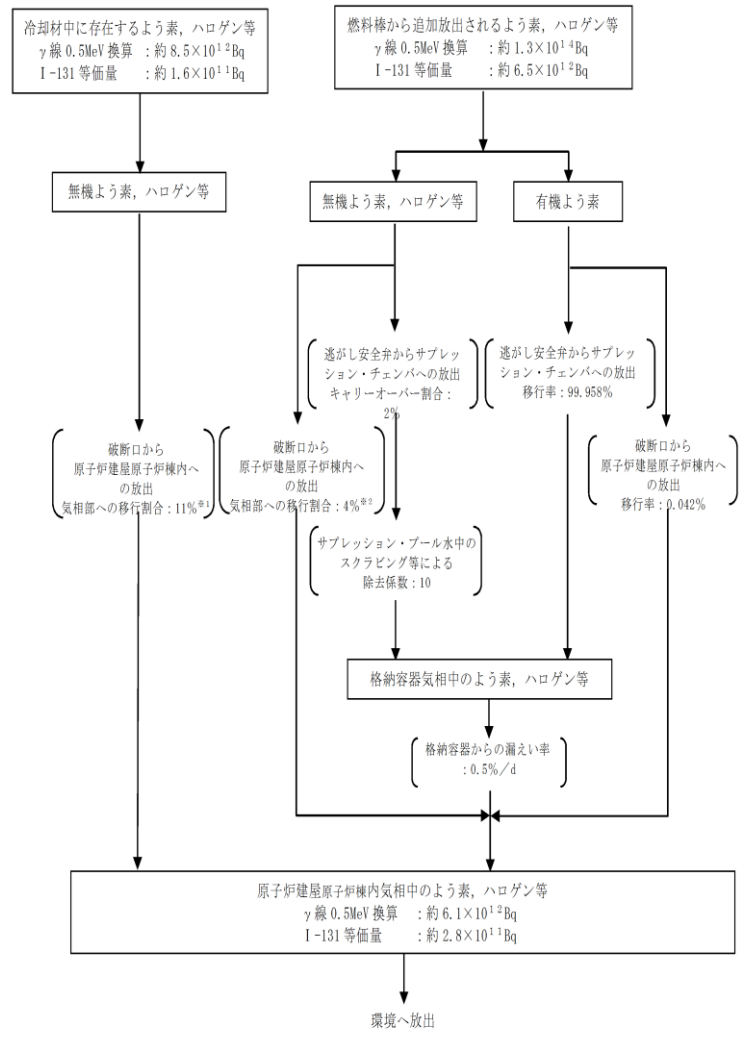 冷却材中に存在するよう素，ハロゲン等
γ線0.5MeV換算　：約8.5×10¹²Bq
I-131等価量　：約1.6×10¹¹Bq
燃料棒から追加放出されるよう素，ハロゲン等
γ線0.5MeV換算　：約1.3×10¹⁴Bq
I-131等価量　：約6.5×10¹²Bq
無機よう素，ハロゲン等
無機よう素，ハロゲン等
有機よう素
逃がし安全弁からサプレッ
ション・チェンバへの放出
キャリーオーバー割合：
2%
逃がし安全弁からサプレッ
ション・チェンバへの放出
移行率：99.958%
破断口から
原子炉建屋原子炉棟内へ
の放出
気相部への移行割合：11%※1
破断口から
原子炉建屋原子炉棟内へ
の放出
気相部への移行割合：4%※2
破断口から
原子炉建屋原子炉棟内へ
の放出
移行率：0.042%
サプレッション・プール水中の
スクラビング等による
除去係数：10
格納容器気相中のよう素，ハロゲン等
格納容器からの漏えい率
：0.5%／d
原子炉建屋原子炉棟内気相中のよう素，ハロゲン等
γ線0.5MeV換算　：約6.1×10¹²Bq
I-131等価量　：約2.8×10¹¹Bq
環境へ放出